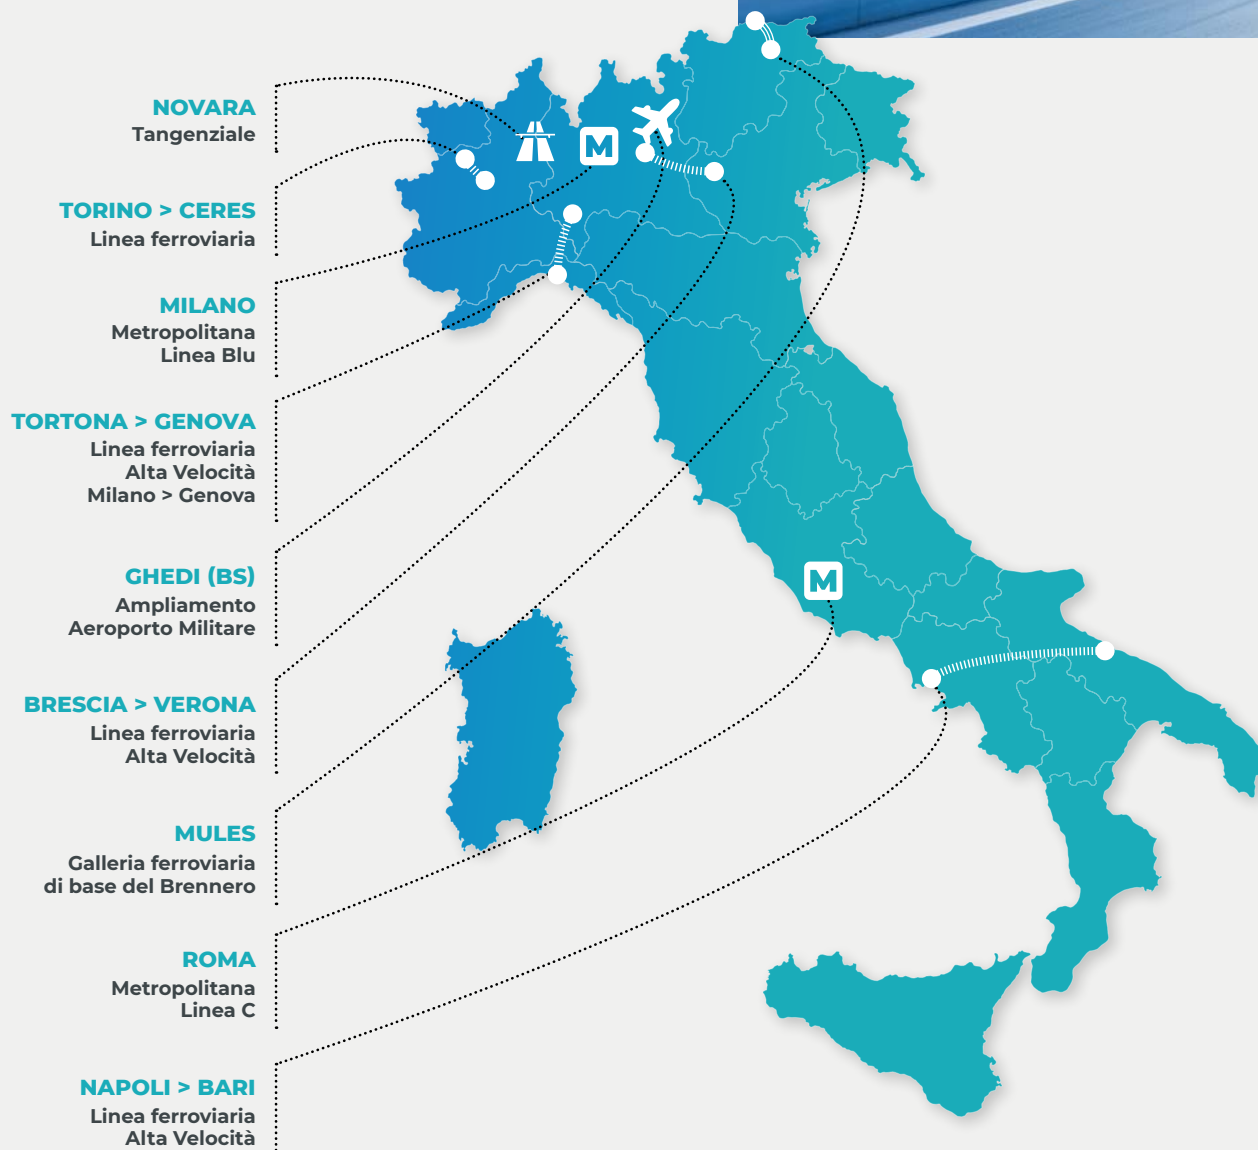 NOVARA
Tangenziale
TORINO > CERES
Linea ferroviaria
MILANO
Metropolitana
Linea Blu
TORTONA > GENOVA
Linea ferroviaria
Alta Velocità
Milano > Genova
GHEDI (BS)
Ampliamento
Aeroporto Militare
BRESCIA > VERONA
Linea ferroviaria
Alta Velocità
MULES
Galleria ferroviaria
di base del Brennero
ROMA
Metropolitana
Linea C
NAPOLI > BARI
Linea ferroviaria
Alta Velocità
M
M